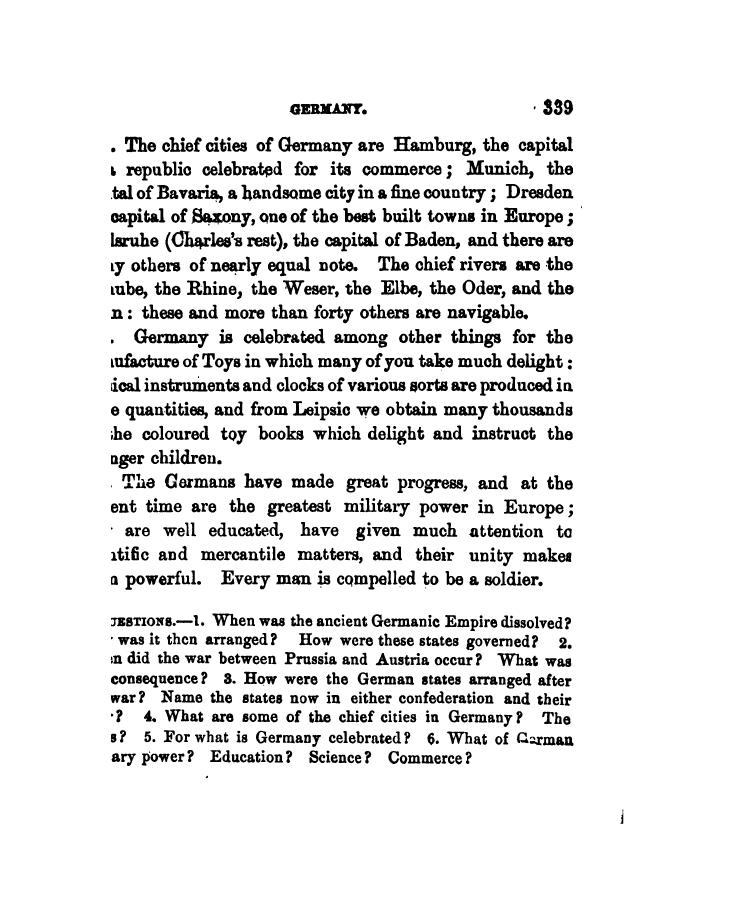 GERMANY. 339
. The chief cities of Germany are Hamburg, the capital
republic celebrated for its commerce; Munich, the
tal of Bavaria, a handsome city in a fine country; Dresden
capital of Saxony, one of the best built towns in Europe;
lsruhe (Charles's rest), the capital of Baden, and there are
y others of nearly equal note. The chief rivers are the
ube, the Rhine, the Weser, the Elbe, the Oder, and the
n: these and more than forty others are navigable.
. Germany is celebrated among other things for the
ufacture of Toys in which many of you take much delight:
ical instruments and clocks of various sorts are produced in
e quantities, and from Leipsic we obtain many thousands
he coloured toy books which delight and instruct the
nger children.
. The Germans have made great progress, and at the
ent time are the greatest military power in Europe;
are well educated, have given much attention to
ntific and mercantile matters, and their unity makes
n powerful. Every man is compelled to be a soldier.
UESTIONS.—1. When was the ancient Germanic Empire dissolved?
was it then arranged? How were these states governed? 2.
en did the war between Prussia and Austria occur? What was
consequence? 3. How were the German states arranged after
war? Name the states now in either confederation and their
? 4. What are some of the chief cities in Germany? The
s? 5. For what is Germany celebrated? 6. What of German
ary power? Education? Science? Commerce?